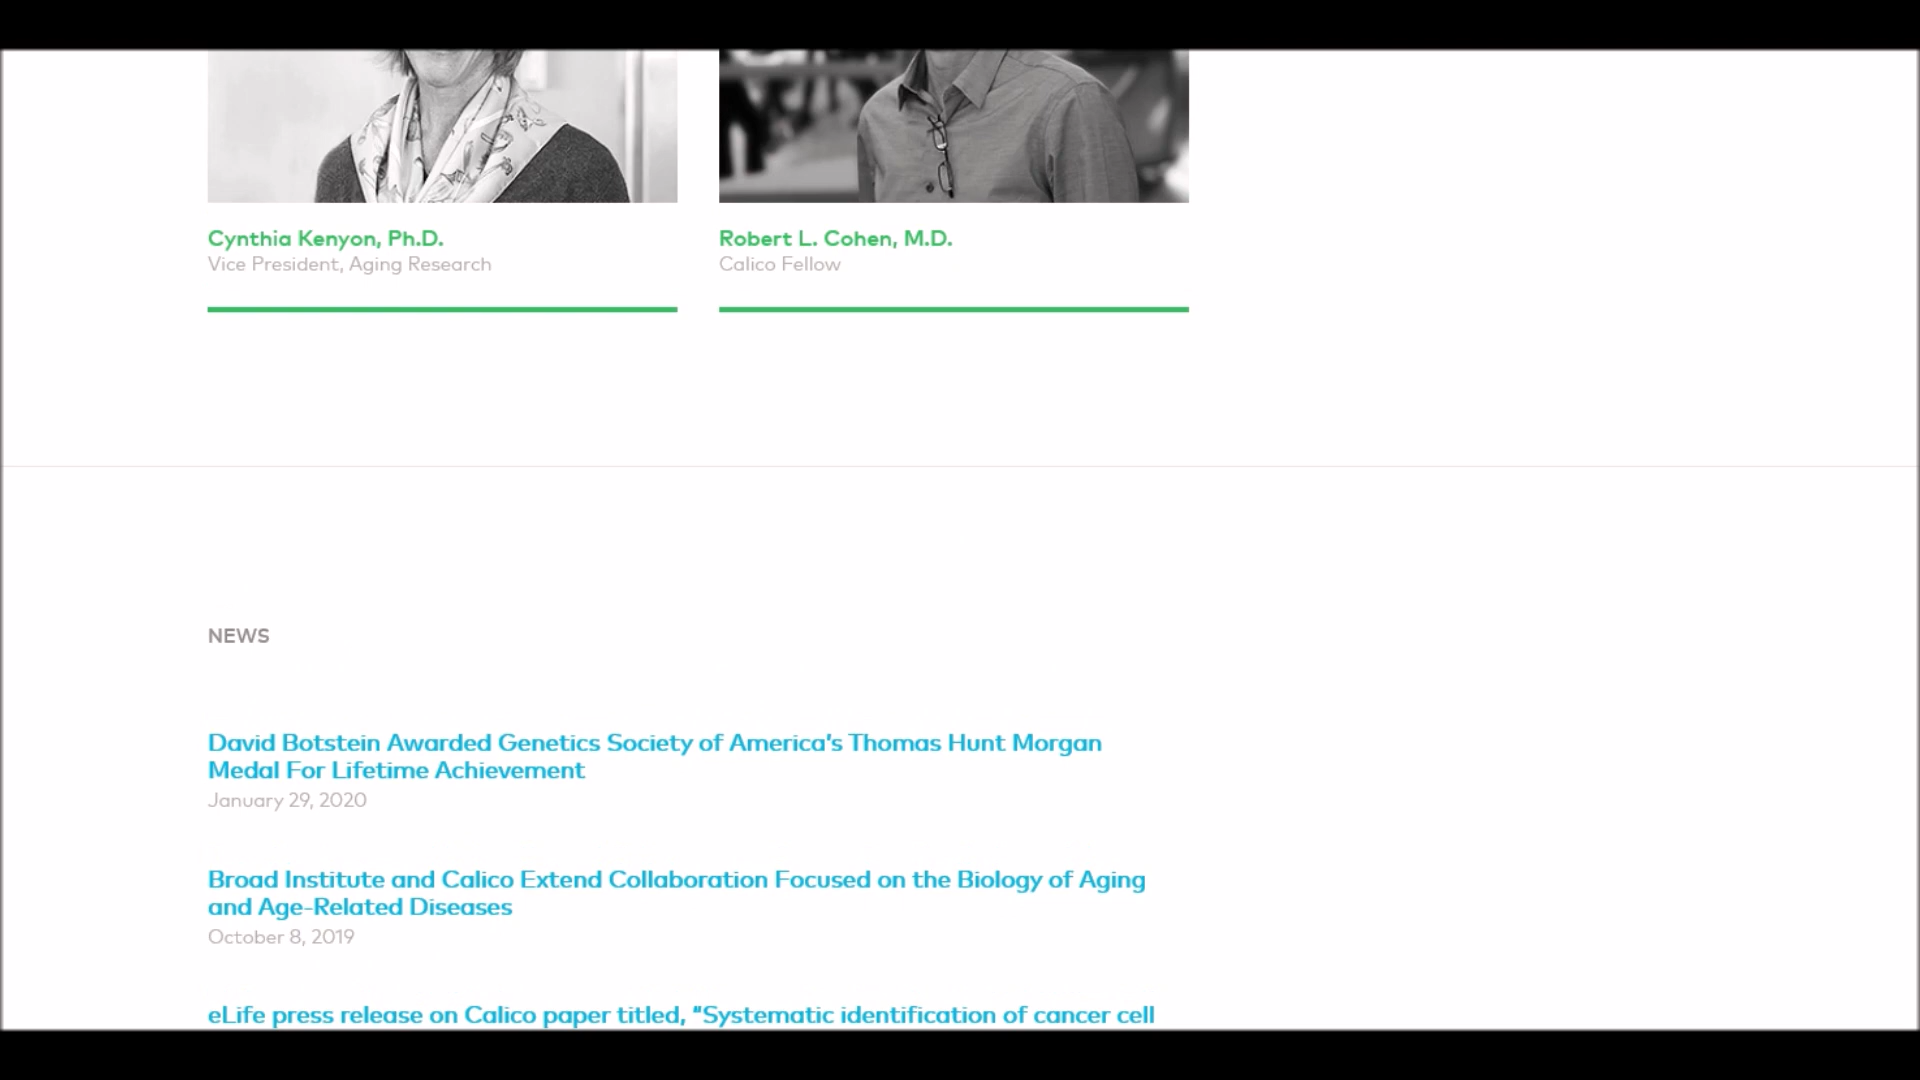 Cynthia Kenyon, Ph.D.
Vice President, Aging Research
Robert L. Cohen, M.D.
Calico Fellow
NEWS
David Botstein Awarded Genetics Society of America's Thomas Hunt Morgan
Medal For Lifetime Achievement
January 29, 2020
Broad Institute and Calico Extend Collaboration Focused on the Biology of Aging
and Age-Related Diseases
October 8, 2019
eLife press release on Calico paper titled, "Systematic identification of cancer cell